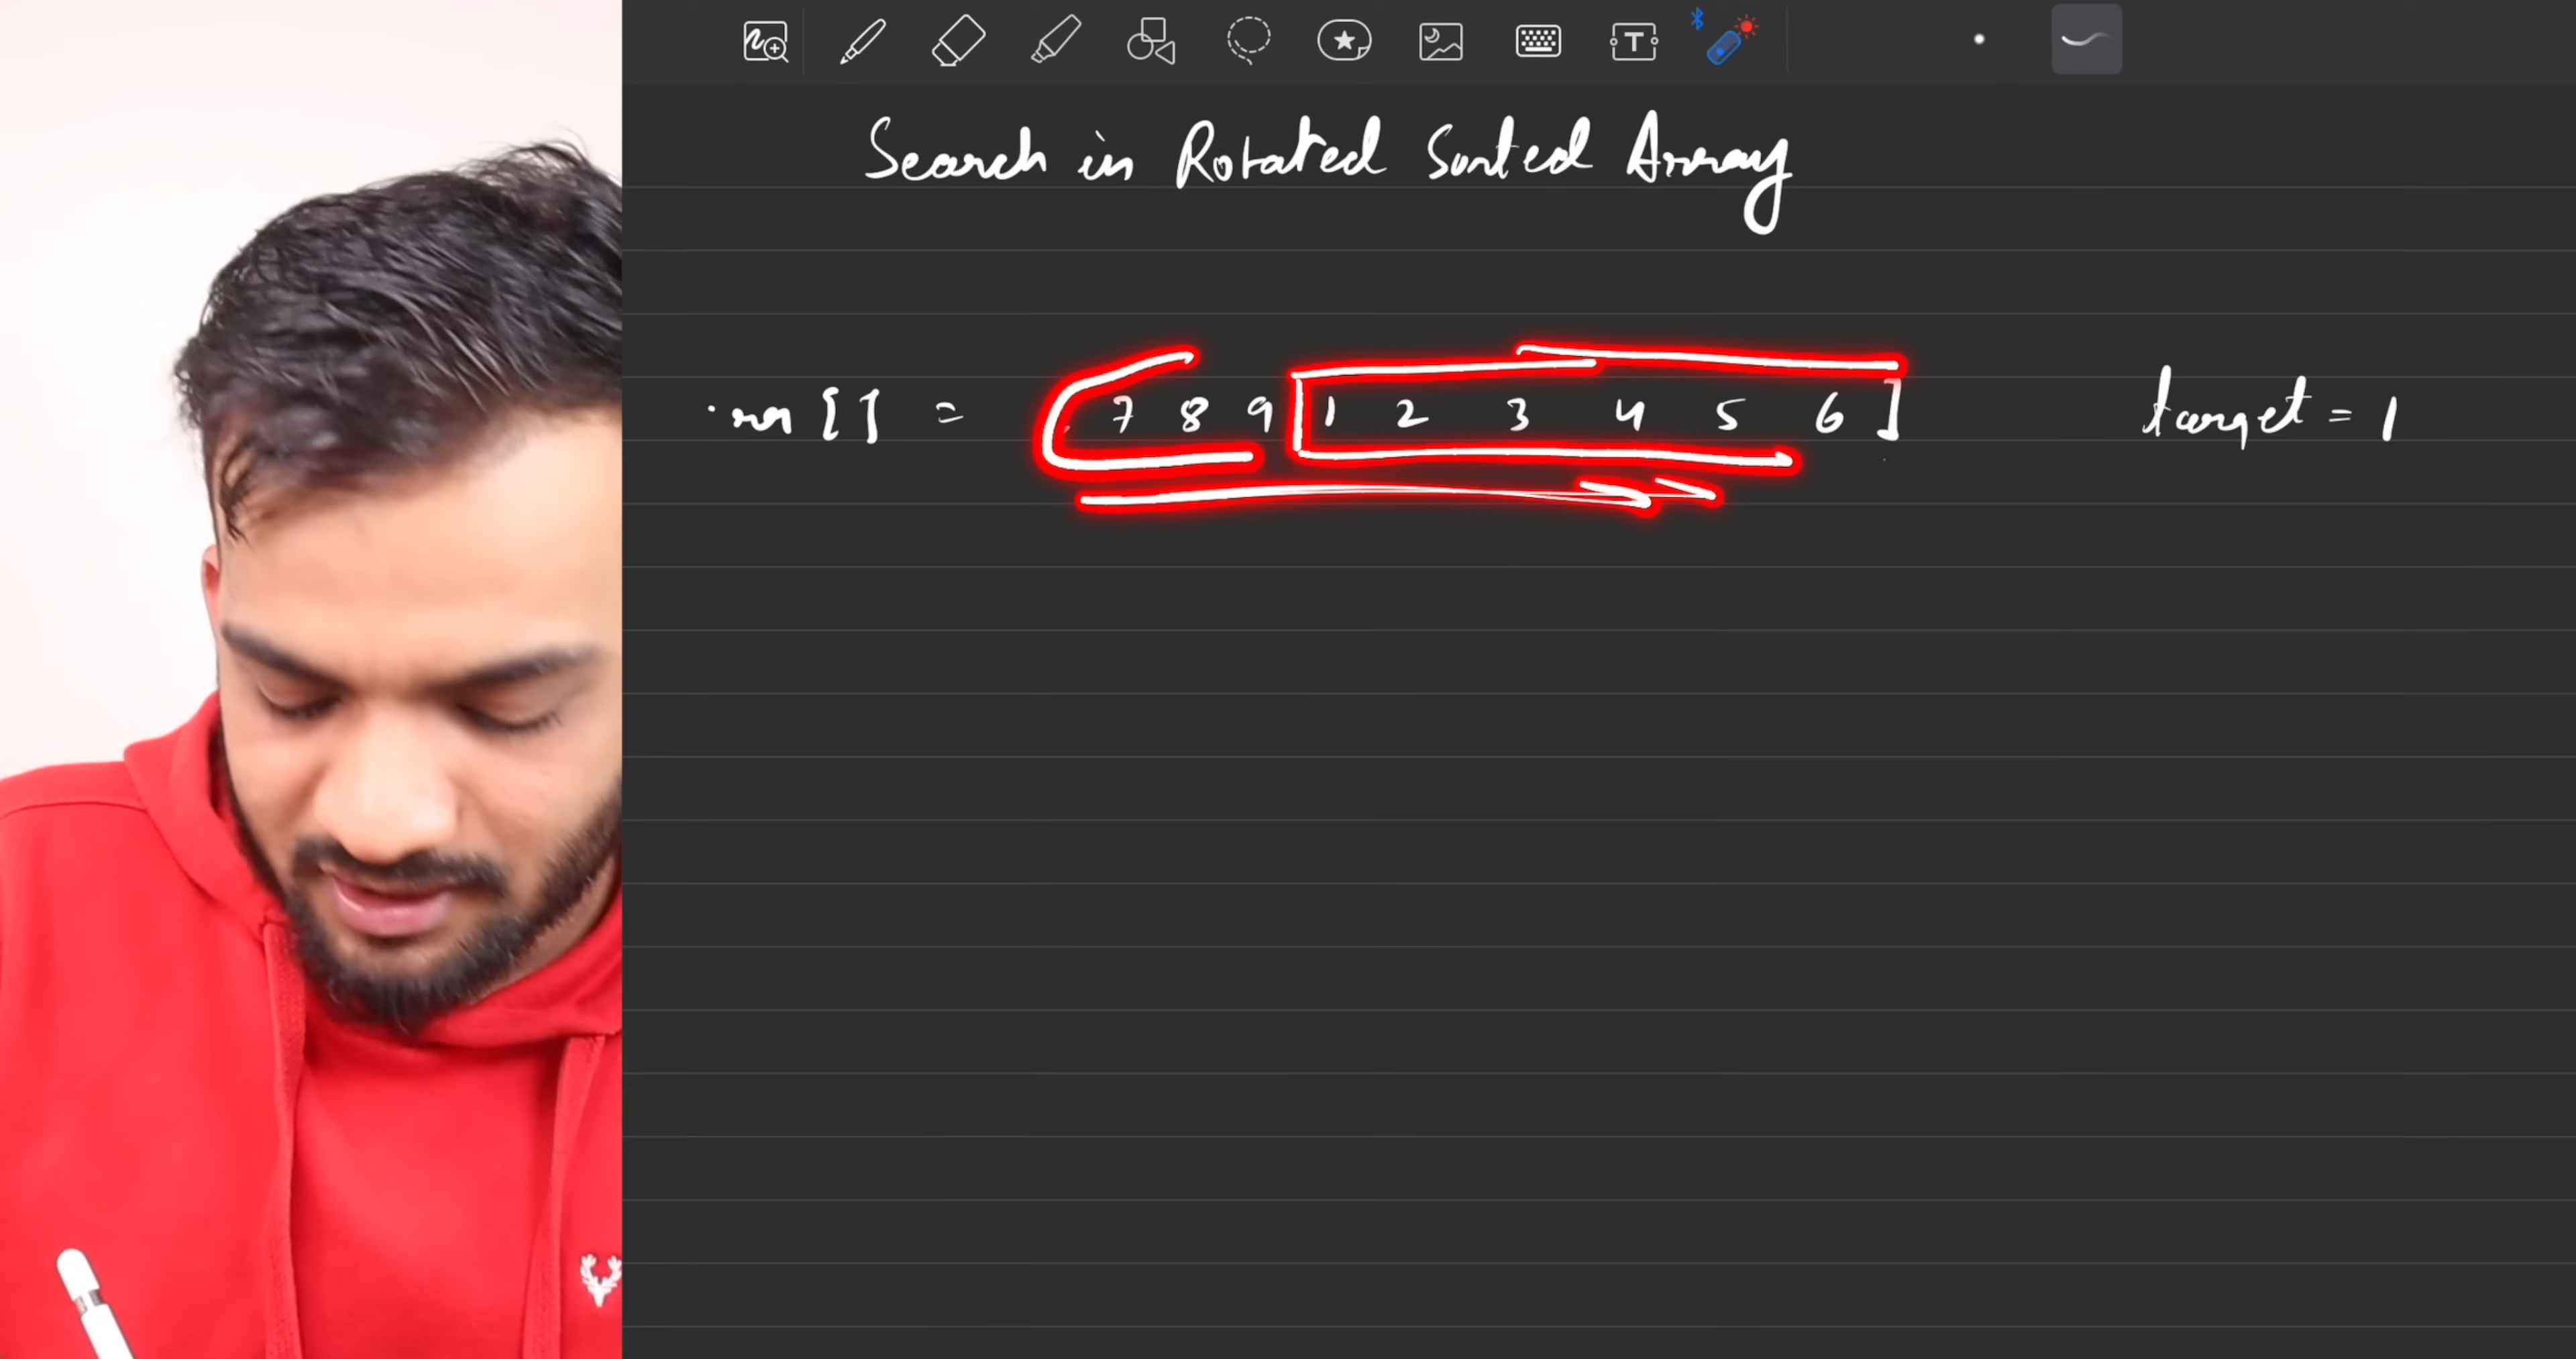 Search in Rotated Sorted Array
arr [ ] = 7 8 9 1 2 3 4 5 6 ] target = 1